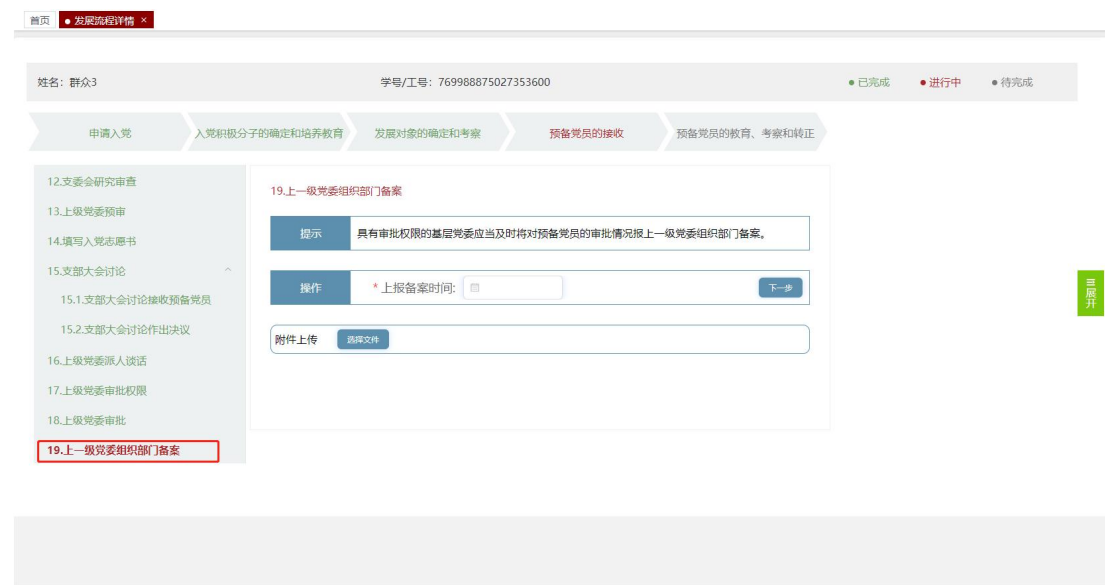 首页 ● 发展流程详情 ×
姓名: 群众3 学号/工号: 769988875027353600 ● 已完成 ● 进行中 ● 待完成
申请入党 入党积极分子的确定和培养教育 发展对象的确定和考察 预备党员的接收 预备党员的教育、考察和转正
12.支委会研究审查
13.上级党委预审
14.填写入党志愿书
15.支部大会讨论
15.1.支部大会讨论接收预备党员
15.2.支部大会讨论作出决议
16.上级党委派人谈话
17.上级党委审批权限
18.上级党委审批
19.上一级党委组织部门备案
19.上一级党委组织部门备案
提示 具有审批权限的基层党委应当及时将对预备党员的审批情况报上一级党委组织部门备案。
操作 * 上报备案时间: 下一步
附件上传 选择文件
展开